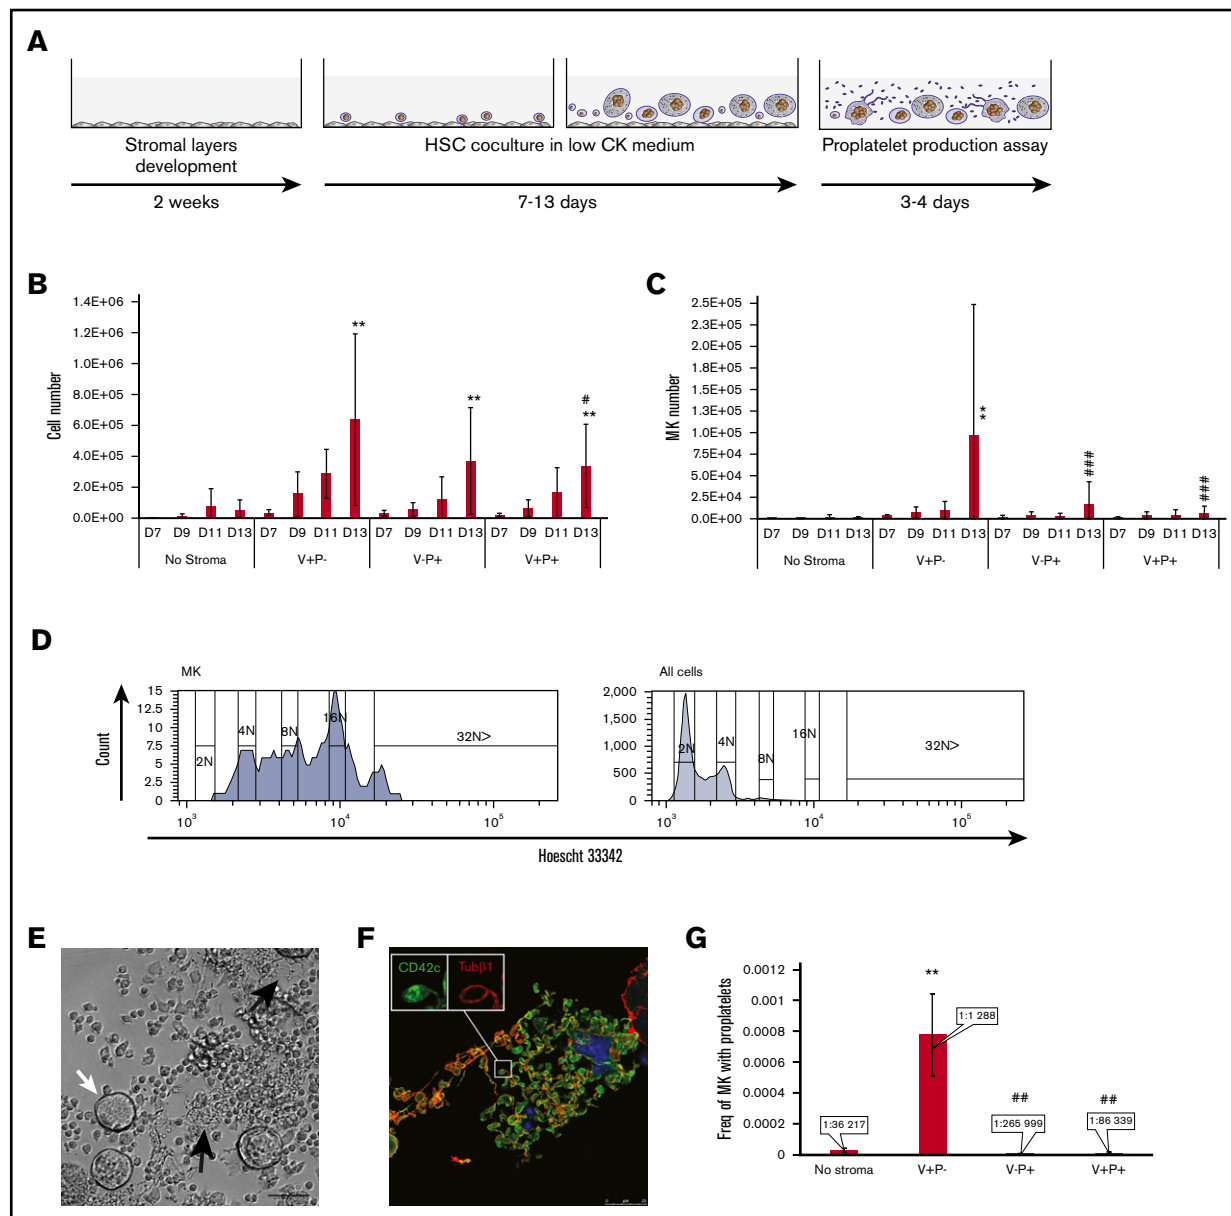 A
Stromal layers
development
HSC coculture in low CK medium
Proplatelet production assay
2 weeks
7-13 days
3-4 days
B
Cell number
1.4E+06
1.2E+06
1.0E+06
8.0E+05
6.0E+05
4.0E+05
2.0E+05
0.0E+00
**
**
#
**
D7 D9 D11 D13 D7 D9 D11 D13 D7 D9 D11 D13 D7 D9 D11 D13
No Stroma V+P- V-P+ V+P+
C
MK number
2.5E+05
2.3E+05
2.0E+05
1.8E+05
1.5E+05
1.3E+05
1.0E+05
7.5E+04
5.0E+04
2.5E+04
0.0E+00
**
###
###
D7 D9 D11 D13 D7 D9 D11 D13 D7 D9 D11 D13 D7 D9 D11 D13
No Stroma V+P- V-P+ V+P+
D
MK
Count
15
12.5
10
7.5
5
2.5
0
2N 4N 8N 16N 32N>
10³ 10⁴ 10⁵
All cells
2,000
1,500
1,000
500
0
2N 4N 8N 16N 32N>
10³ 10⁴ 10⁵
Hoescht 33342
E
F
CD42c Tubβ1
G
Freq of MK with proplatelets
0.0012
0.001
0.0008
0.0006
0.0004
0.0002
0
**
##
##
1:36 217
1:1 288
1:265 999
1:86 339
No stroma V+P- V-P+ V+P+